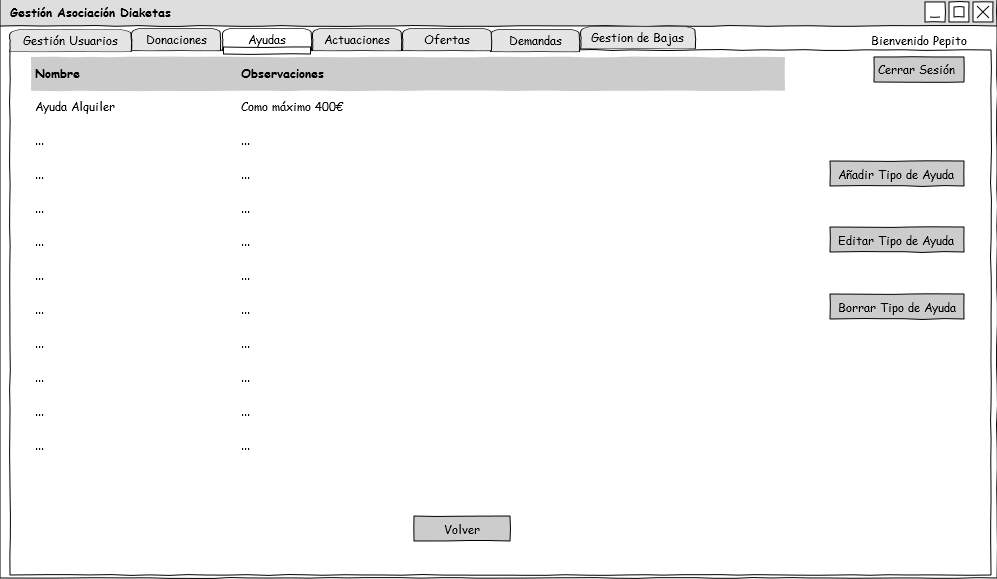 Gestión Asociación Diaketas
Gestión Usuarios Donaciones Ayudas Actuaciones Ofertas Demandas Gestion de Bajas
Bienvenido Pepito
Nombre Observaciones
Cerrar Sesión
Ayuda Alquiler Como máximo 400€
... ...
... ...
Añadir Tipo de Ayuda
... ...
... ...
Editar Tipo de Ayuda
... ...
... ...
Borrar Tipo de Ayuda
... ...
... ...
... ...
... ...
Volver